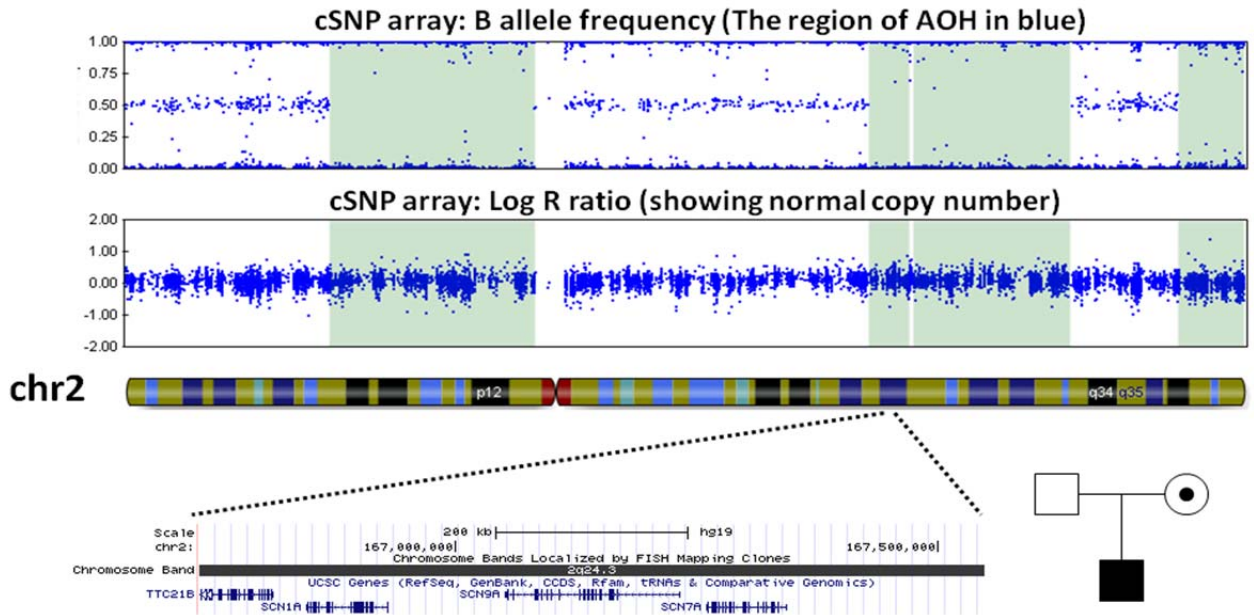 cSNP array: B allele frequency (The region of AOH in blue)
1.00
0.75
0.50
0.25
0.00
cSNP array: Log R ratio (showing normal copy number)
2.00
1.00
0.00
-1.00
-2.00
chr2
p12 q34 q35
Scale 200 kb hg19
chr2: 167,000,000 167,500,000
Chromosome Bands Localized by FISH Mapping Clones
Chromosome Band 2q24.3
UCSC Genes (RefSeq, GenBank, CCDS, Rfam, tRNAs & Comparative Genomics)
TTC21B SCN9A
SCN1A SCN7A